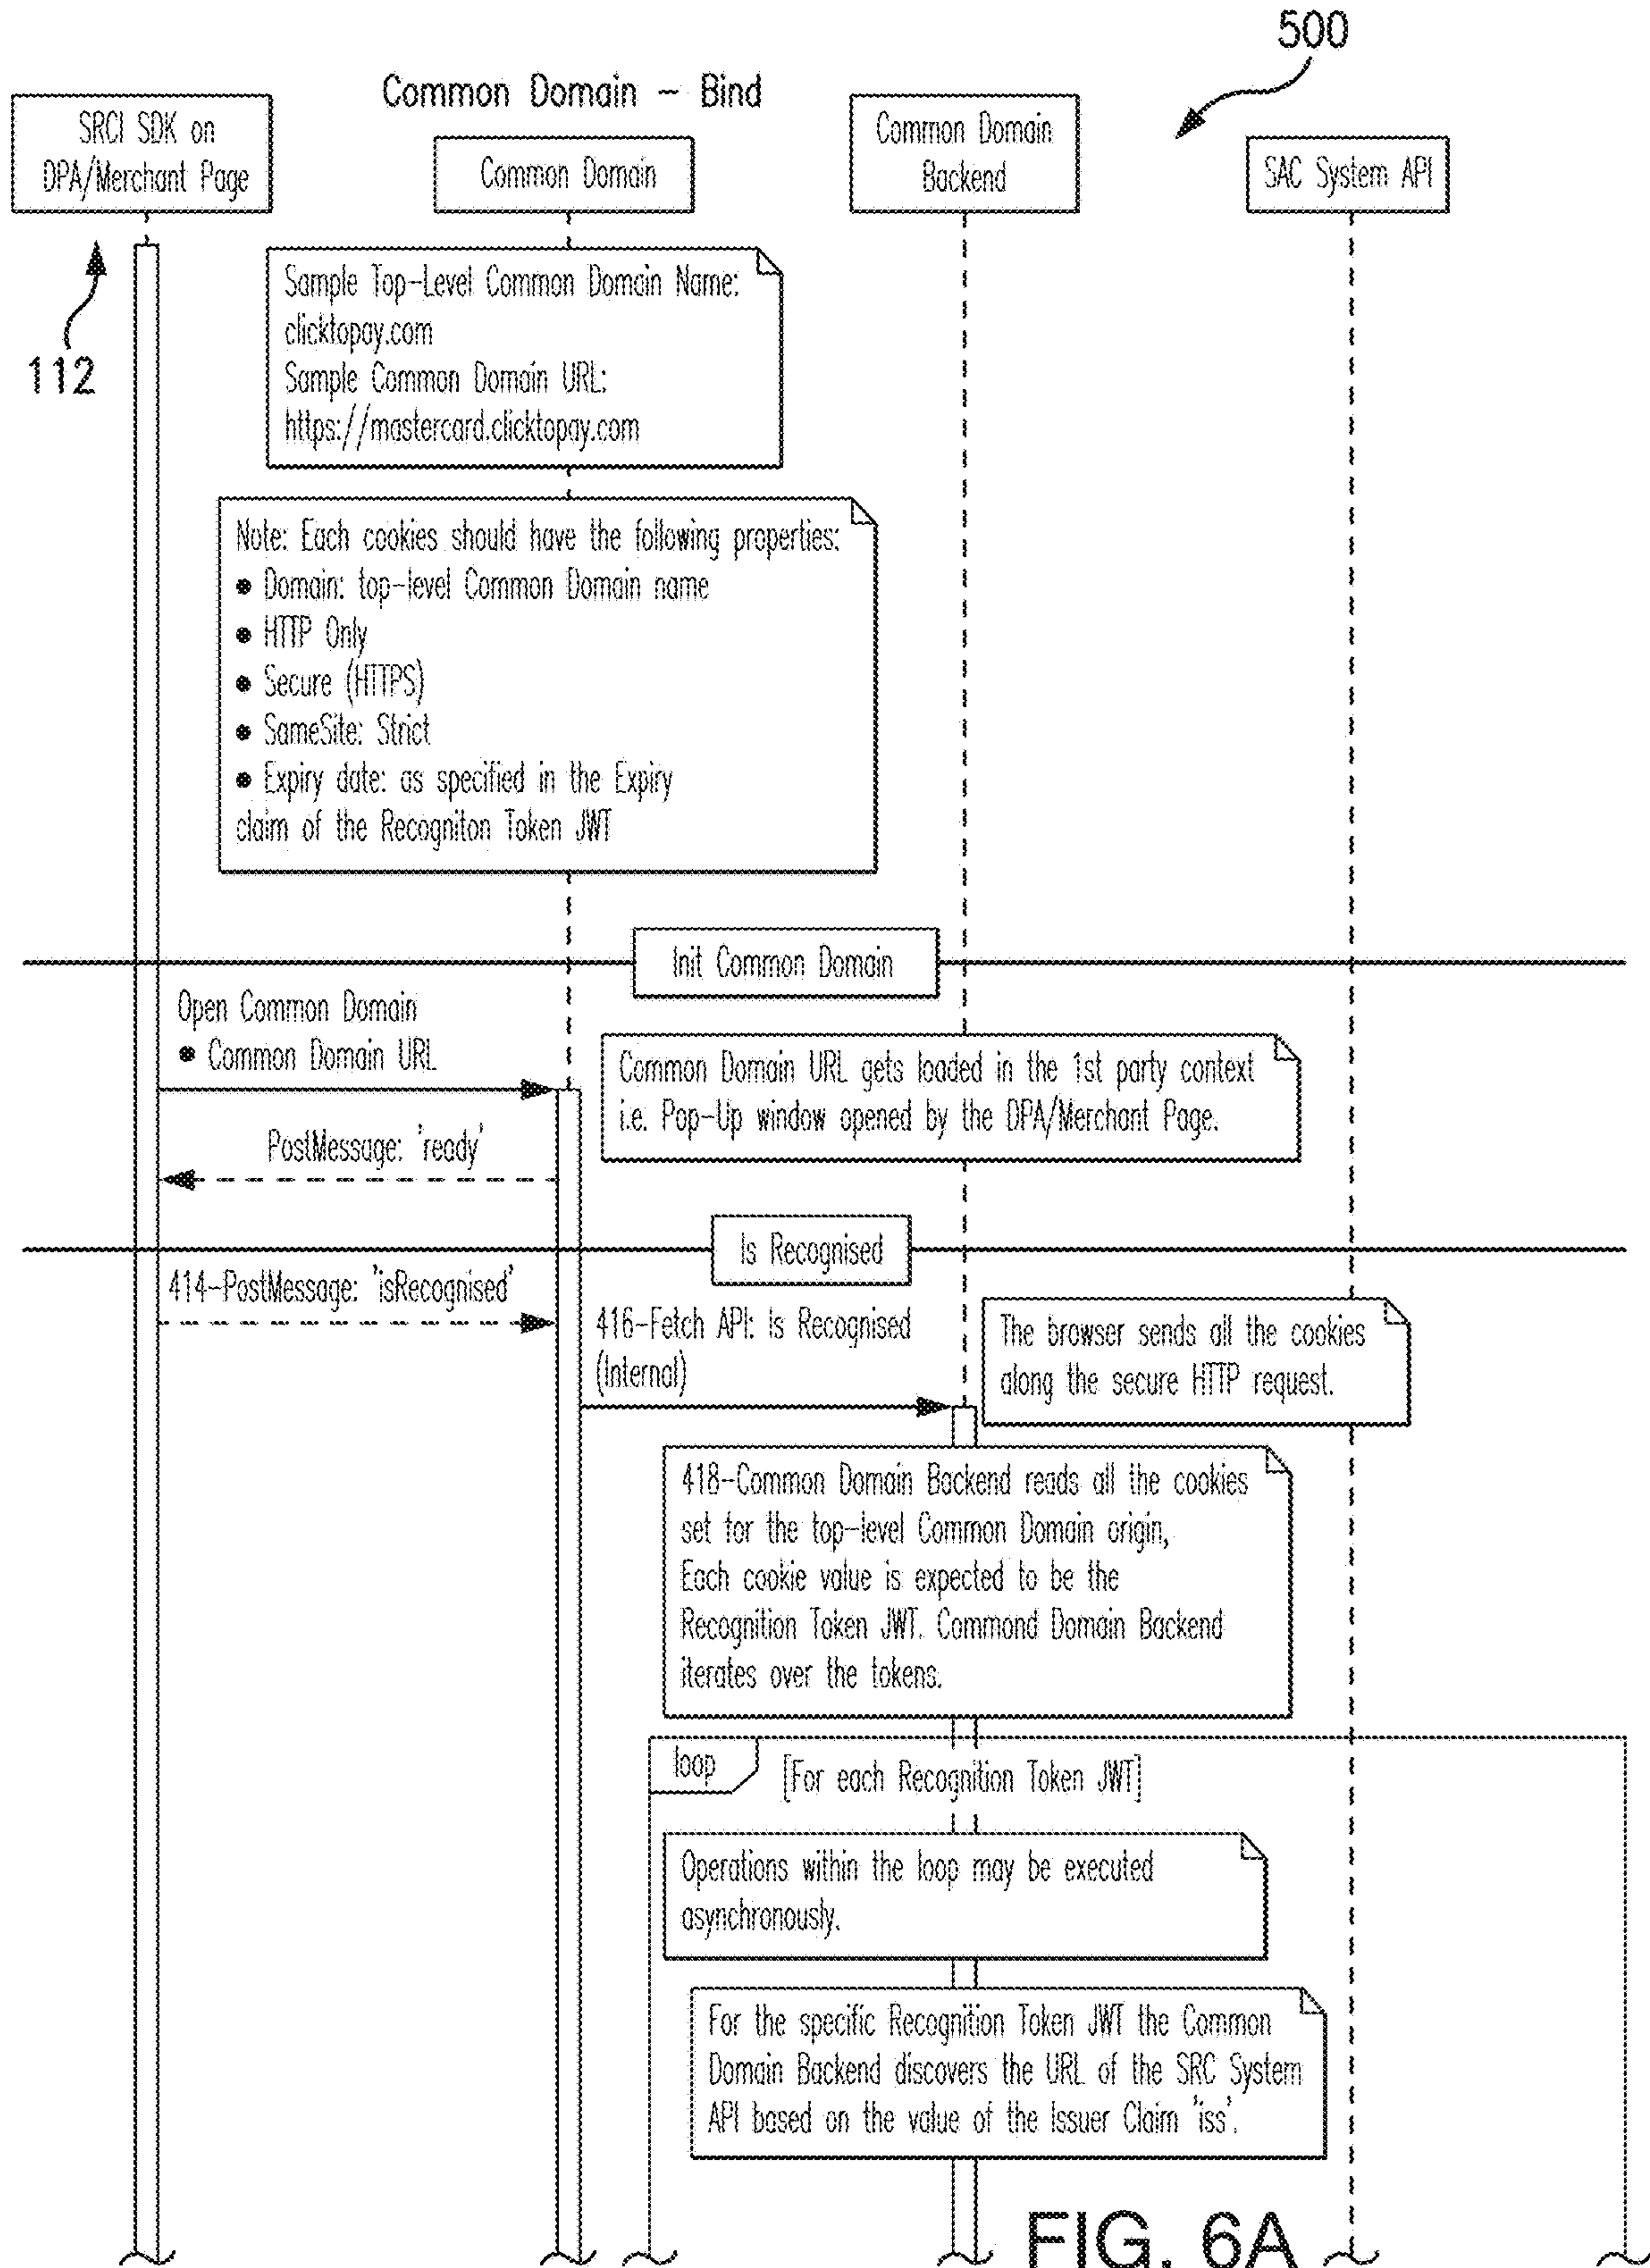 500
Common Domain - Bind
SRCI SDK on
DPA/Merchant Page
Common Domain
Common Domain
Backend
SAC System API
112
Sample Top-Level Common Domain Name:
clicktopay.com
Sample Common Domain URL:
https://mastercard.clicktopay.com
Note: Each cookies should have the following properties:
● Domain: top-level Common Domain name
● HTTP Only
● Secure (HTTPS)
● SameSite: Strict
● Expiry date: as specified in the Expiry
claim of the Recogniton Token JWT
Init Common Domain
Open Common Domain
● Common Domain URL
Common Domain URL gets loaded in the 1st party context
i.e. Pop-Up window opened by the DPA/Merchant Page.
PostMessage: 'ready'
Is Recognised
414-PostMessage: 'isRecognised'
416-Fetch API: Is Recognised
(Internal)
The browser sends all the cookies
along the secure HTTP request.
418-Common Domain Backend reads all the cookies
set for the top-level Common Domain origin,
Each cookie value is expected to be the
Recognition Token JWT. Commond Domain Backend
iterates over the tokens.
loop
[For each Recognition Token JWT]
Operations within the loop may be executed
asynchronously.
For the specific Recognition Token JWT the Common
Domain Backend discovers the URL of the SRC System
API based on the value of the Issuer Claim 'iss'.
FIG. 6A